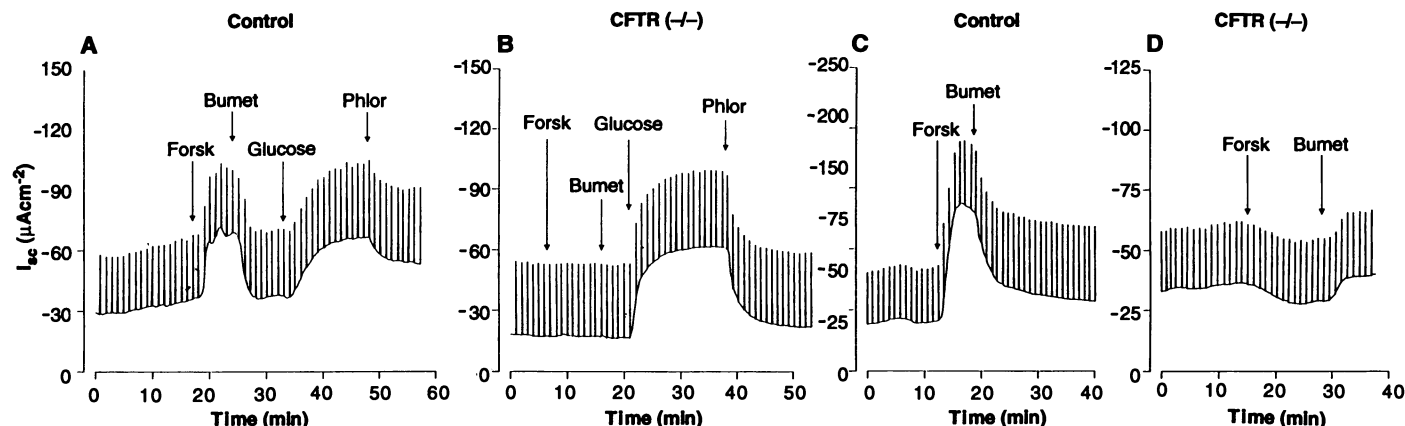 Control
CFTR (–/–)
Control
CFTR (–/–)
A
B
C
D
150
-120
-90
-60
-30
0
Isc (µAcm-2)
Forsk
Bumet
Glucose
Phlor
0 10 20 30 40 50 60
Time (min)
-150
-120
-90
-60
-30
0
Forsk
Bumet
Glucose
Phlor
0 10 20 30 40 50
Time (min)
-250
-200
-150
-75
-50
-25
0
Forsk
Bumet
0 10 20 30 40
Time (min)
-125
-100
-75
-50
-25
0
Forsk
Bumet
0 10 20 30 40
Time (min)